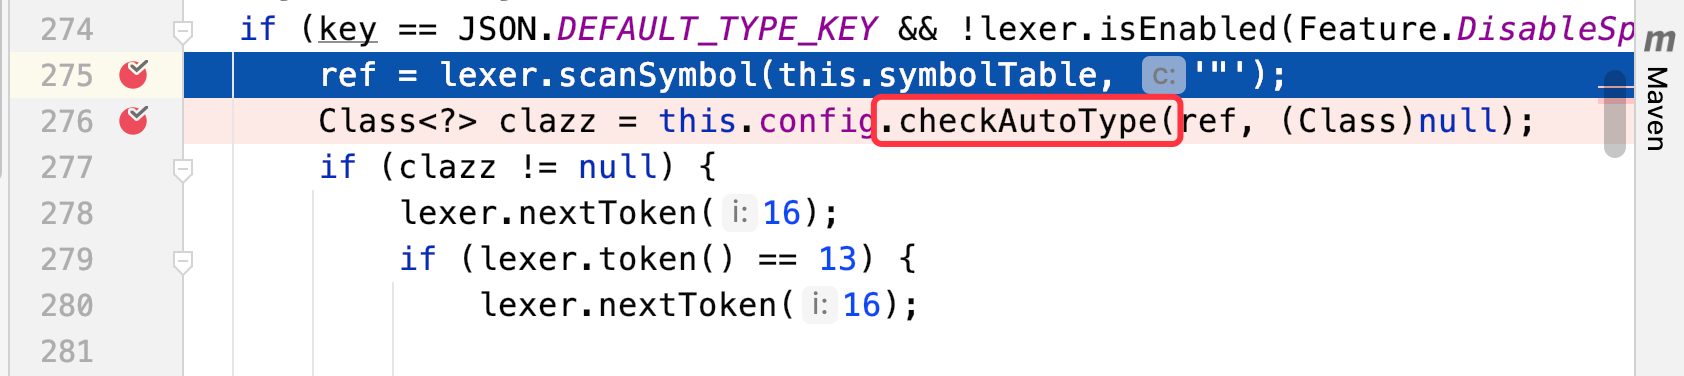 274 if (key == JSON.DEFAULT_TYPE_KEY && !lexer.isEnabled(Feature.DisableSp
275 ref = lexer.scanSymbol(this.symbolTable, c: '"');
276 Class<?> clazz = this.config.checkAutoType(ref, (Class)null);
277 if (clazz != null) {
278 lexer.nextToken( i: 16);
279 if (lexer.token() == 13) {
280 lexer.nextToken( i: 16);
281
m Maven